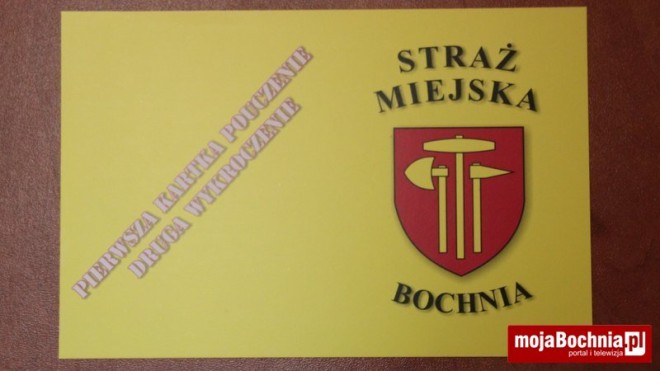 PIERWSZA KARTKA POUCZENIE
DRUGA WYKROCZENIE
STRAŻ
MIEJSKA
BOCHNIA
mojaBochnia.pl
portal i telewizja